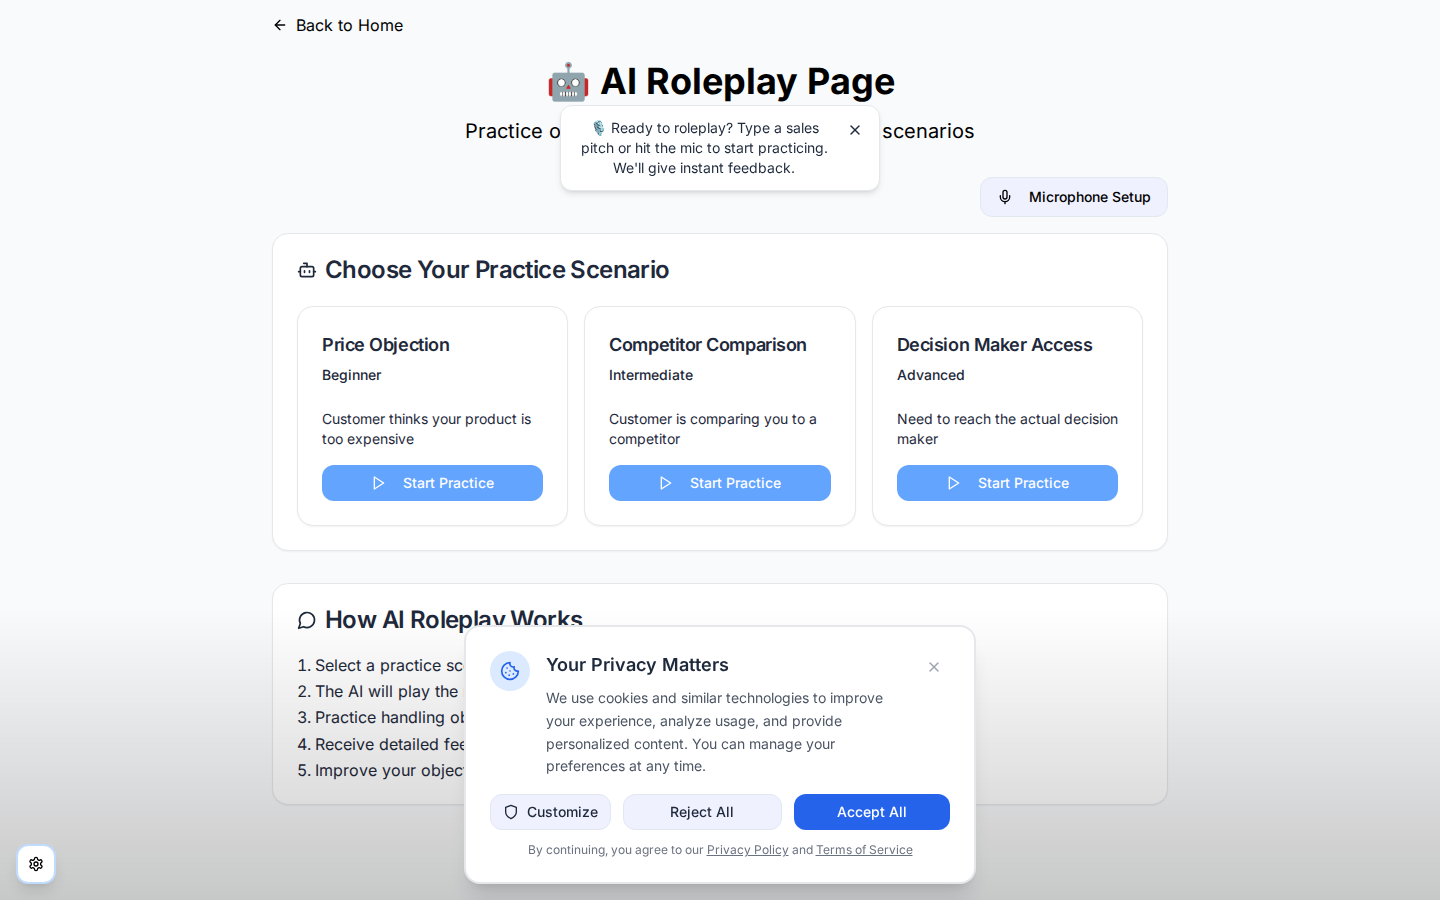 Back to Home
🤖 AI Roleplay Page
Practice o
scenarios
🎙️ Ready to roleplay? Type a sales
pitch or hit the mic to start practicing.
We'll give instant feedback.
Microphone Setup
Choose Your Practice Scenario
Price Objection
Beginner
Customer thinks your product is
too expensive
Start Practice
Competitor Comparison
Intermediate
Customer is comparing you to a
competitor
Start Practice
Decision Maker Access
Advanced
Need to reach the actual decision
maker
Start Practice
How AI Roleplay Works
1. Select a practice sc
2. The AI will play the
3. Practice handling ob
4. Receive detailed fee
5. Improve your object
Your Privacy Matters
We use cookies and similar technologies to improve
your experience, analyze usage, and provide
personalized content. You can manage your
preferences at any time.
Customize
Reject All
Accept All
By continuing, you agree to our Privacy Policy and Terms of Service